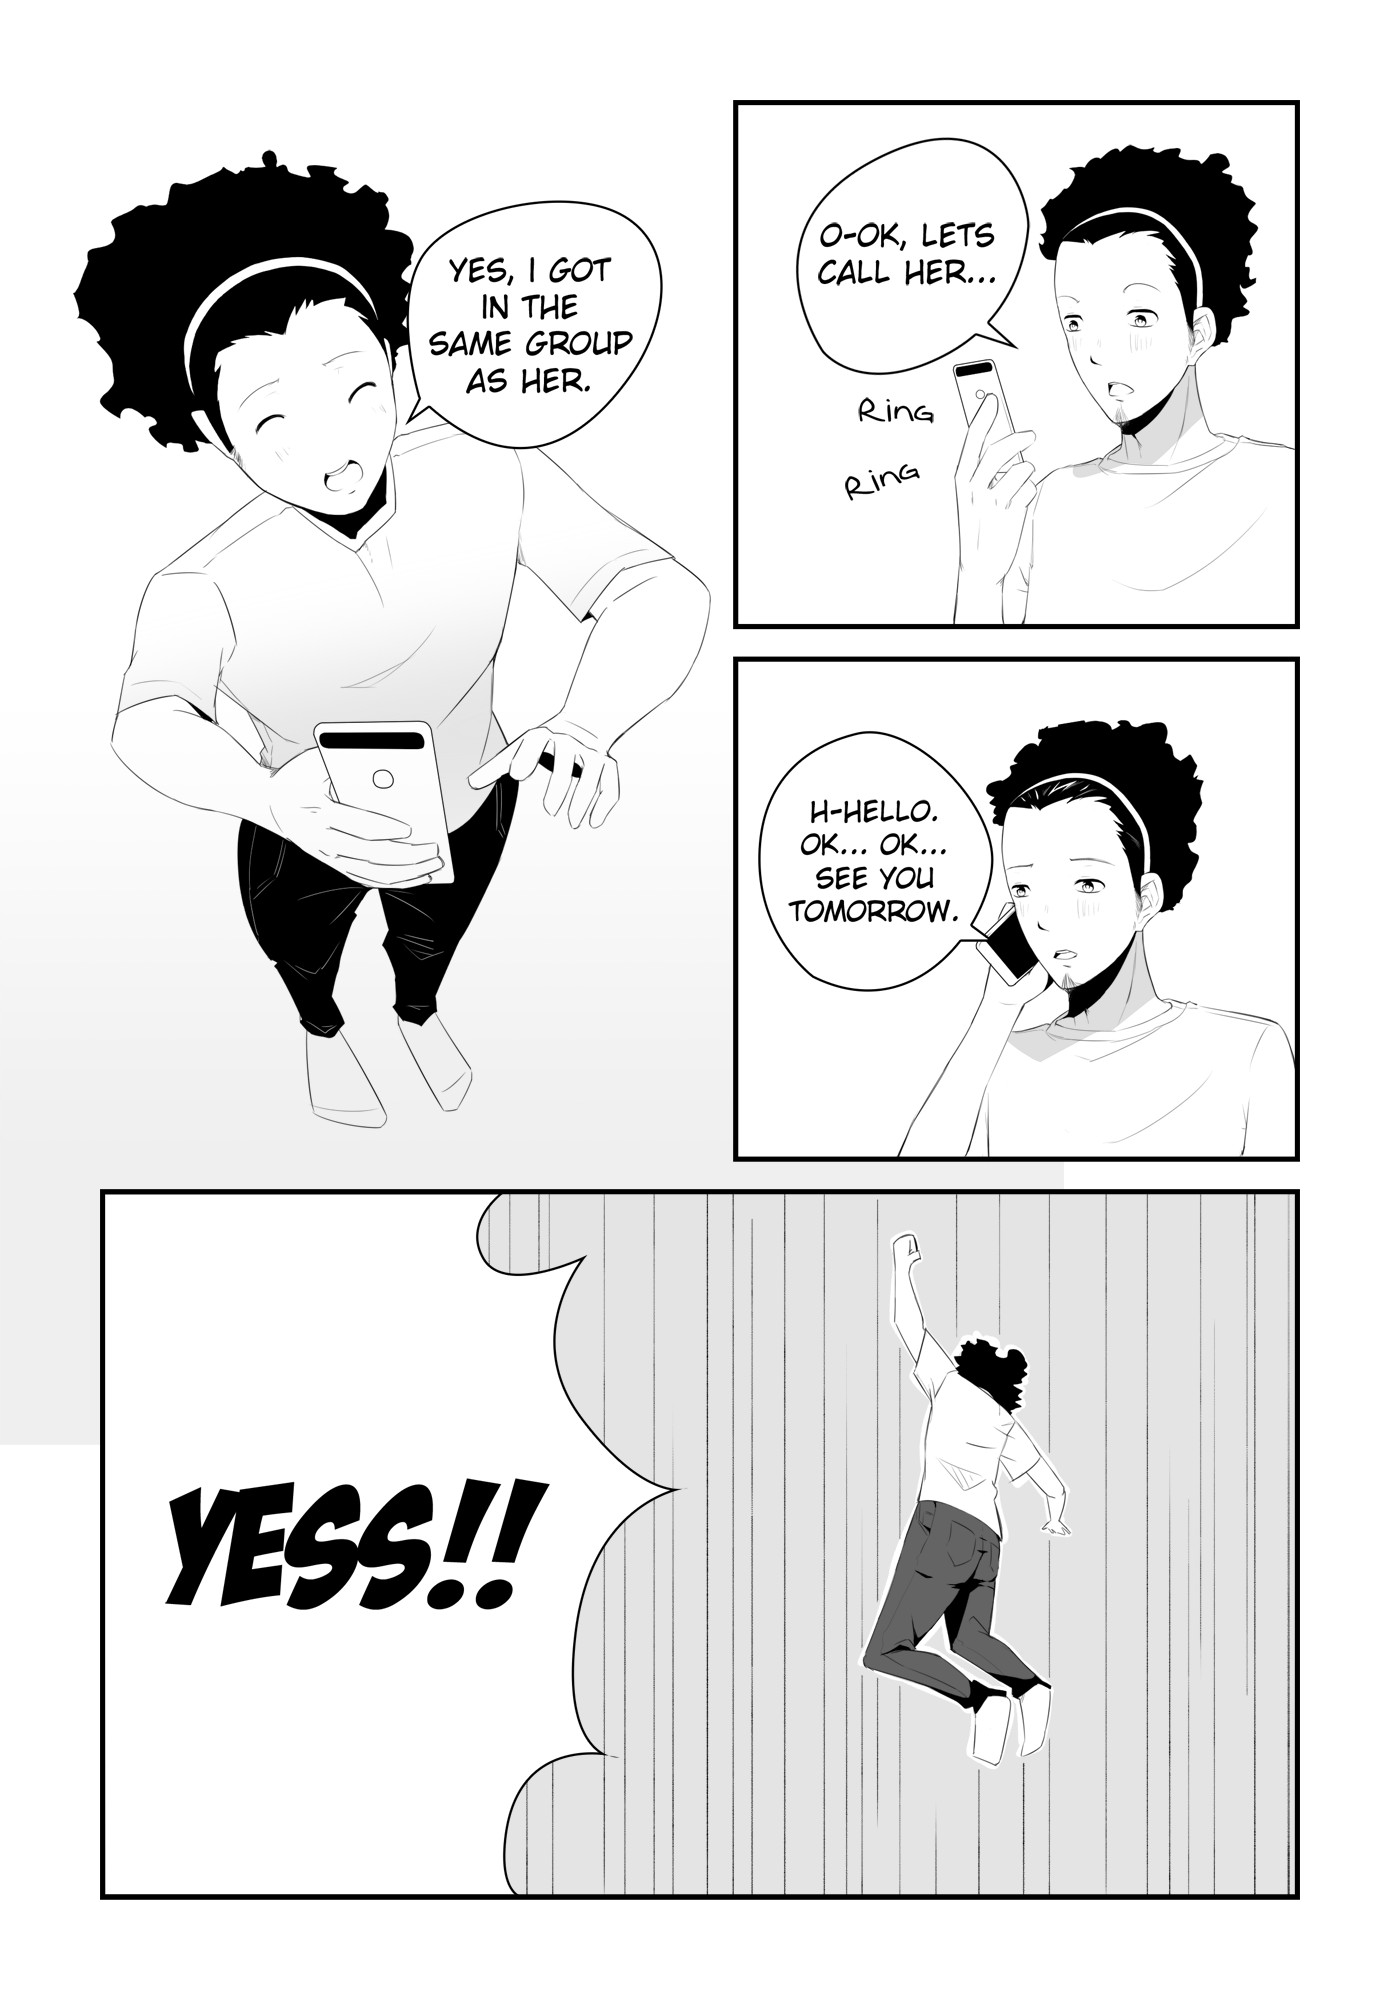 YES, I GOT
IN THE
SAME GROUP
AS HER.
O-OK, LETS
CALL HER...
RING
RING
H-HELLO.
OK... OK...
SEE YOU
TOMORROW.
YESS!!